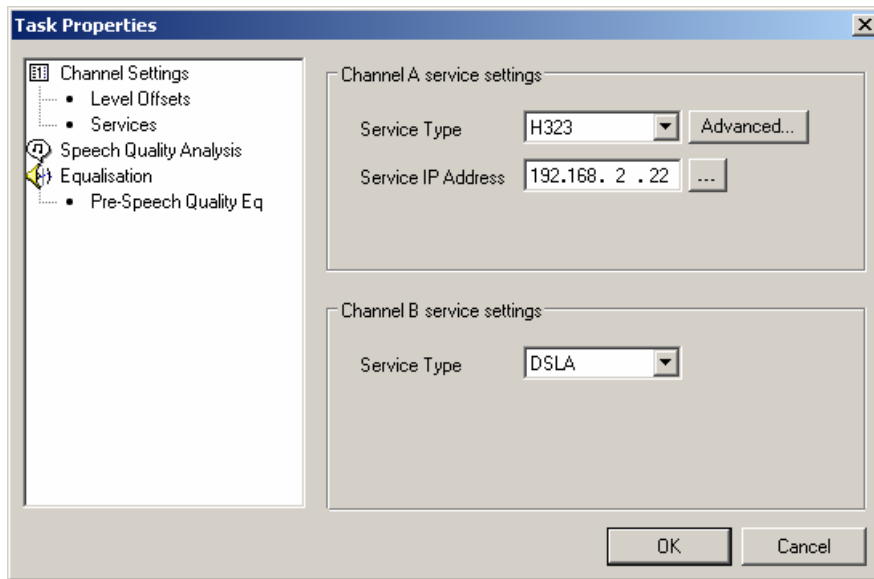 Task Properties
Channel Settings
Level Offsets
Services
Speech Quality Analysis
Equalisation
Pre-Speech Quality Eq
Channel A service settings
Service Type H323 Advanced...
Service IP Address 192.168. 2 .22 ...
Channel B service settings
Service Type DSLA
OK Cancel